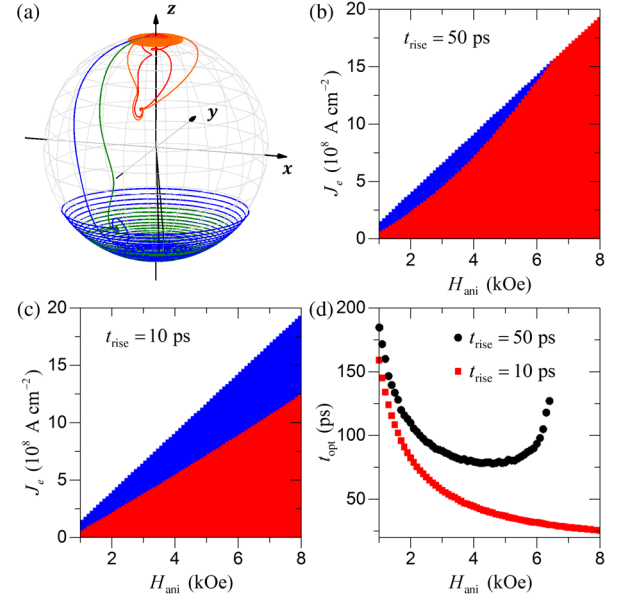 (a)
z
y
x
(b)
t_rise = 50 ps
20
15
10
5
0
J_e (10^8 A cm^−2)
2 4 6 8
H_ani (kOe)
(c)
t_rise = 10 ps
20
15
10
5
0
J_e (10^8 A cm^−2)
2 4 6 8
H_ani (kOe)
(d)
t_rise = 50 ps
t_rise = 10 ps
200
150
100
50
t_opt (ps)
2 4 6 8
H_ani (kOe)